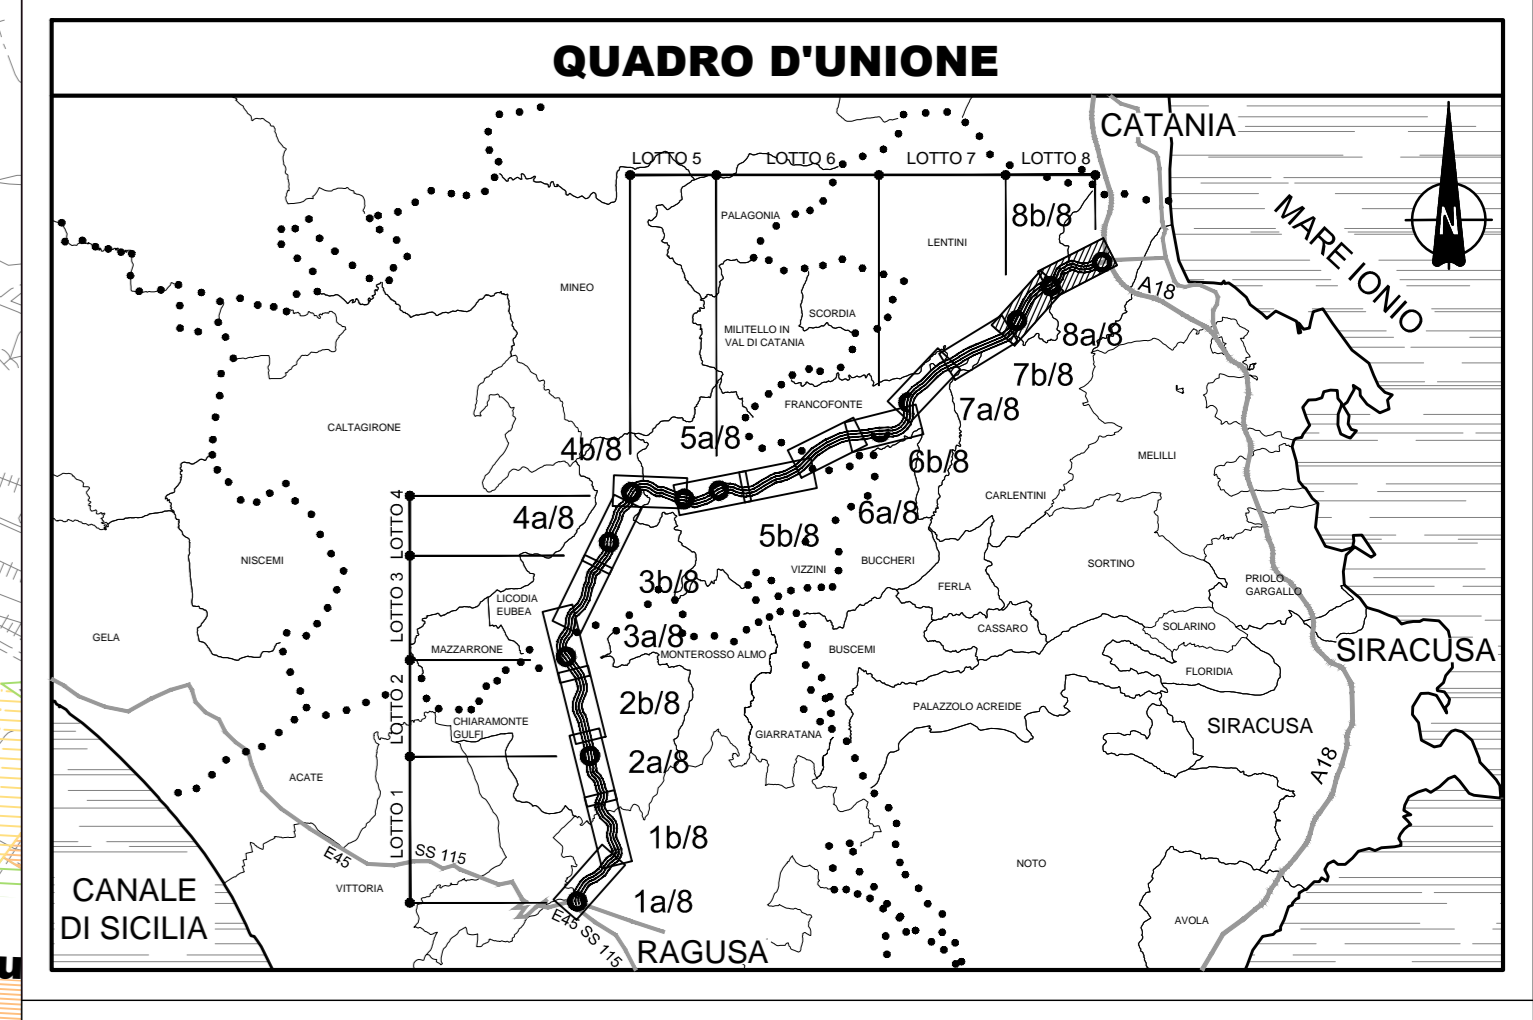 QUADRO D'UNIONE
CATANIA
LOTTO 5
LOTTO 6
LOTTO 7
LOTTO 8
8b/8
PALAGONIA
LENTINI
N
MARE IONIO
MINEO
A18
SCORDIA
MILITELLO IN
VAL DI CATANIA
8a/8
7b/8
FRANCOFONTE
7a/8
CALTAGIRONE
4b/8
5a/8
6b/8
MELILLI
CARLENTINI
LOTTO 4
4a/8
6a/8
5b/8
NISCEMI
VIZZINI
BUCCHERI
SORTINO
3b/8
FERLA
PRIOLO
GARGALLO
LOTTO 3
LICODIA
EUBEA
GELA
3a/8
CASSARO
SOLARINO
MAZZARRONE
MONTEROSSO ALMO
BUSCEMI
SIRACUSA
FLORIDIA
LOTTO 2
2b/8
PALAZZOLO ACREIDE
CHIARAMONTE
GULFI
GIARRATANA
SIRACUSA
2a/8
A18
ACATE
LOTTO 1
1b/8
E45
SS 115
NOTO
CANALE
DI SICILIA
VITTORIA
1a/8
E45 SS 115
AVOLA
RAGUSA
u